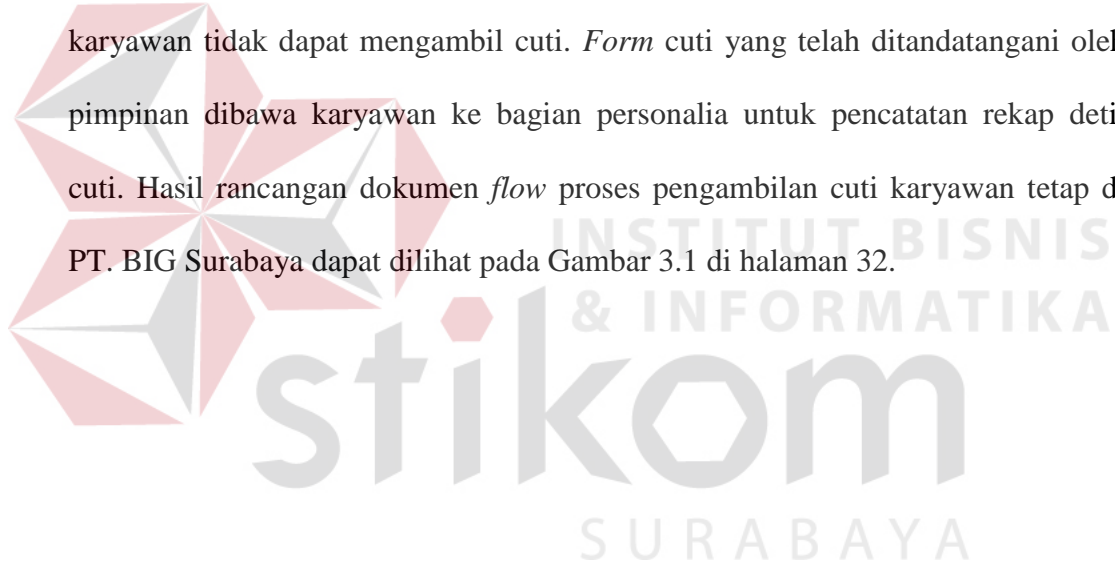 karyawan tidak dapat mengambil cuti. Form cuti yang telah ditandatangani ole
pimpinan dibawa karyawan ke bagian personalia untuk pencatatan rekap deti
cuti. Hasil rancangan dokumen flow proses pengambilan cuti karyawan tetap d
PT. BIG Surabaya dapat dilihat pada Gambar 3.1 di halaman 32.
INSTITUT BISNIS
& INFORMATIKA
stikom
SURABAYA